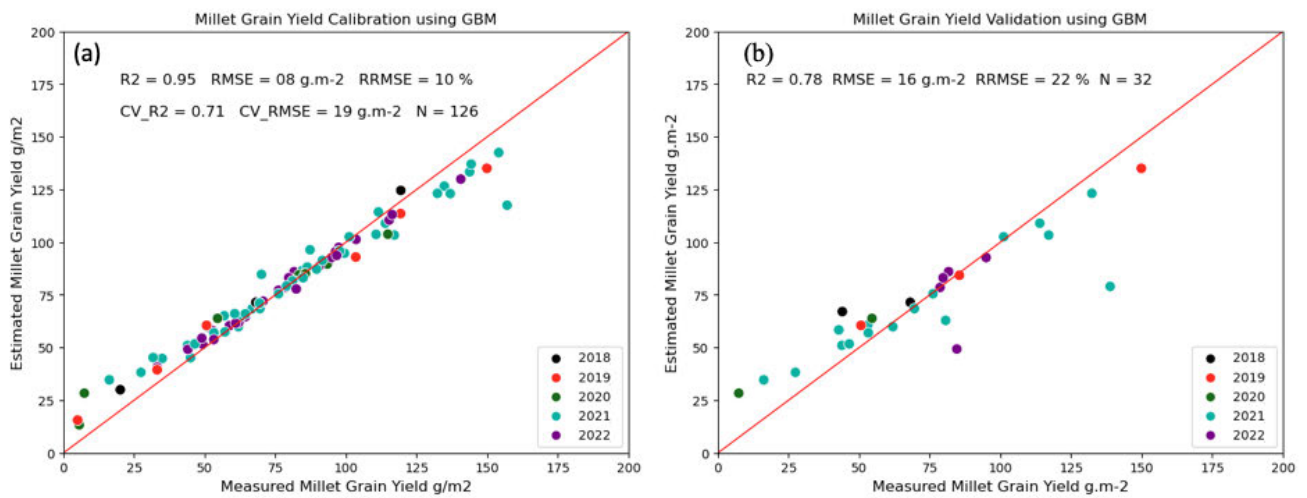 Millet Grain Yield Calibration using GBM
(a)
R2 = 0.95 RMSE = 08 g.m-2 RRMSE = 10 %
CV_R2 = 0.71 CV_RMSE = 19 g.m-2 N = 126
Estimated Millet Grain Yield g/m2
200
175
150
125
100
75
50
25
0
2018
2019
2020
2021
2022
0 25 50 75 100 125 150 175 200
Measured Millet Grain Yield g/m2
Millet Grain Yield Validation using GBM
(b)
R2 = 0.78 RMSE = 16 g.m-2 RRMSE = 22 % N = 32
Estimated Millet Grain Yield g.m-2
200
175
150
125
100
75
50
25
0
2018
2019
2020
2021
2022
0 25 50 75 100 125 150 175 200
Measured Millet Grain Yield g.m-2